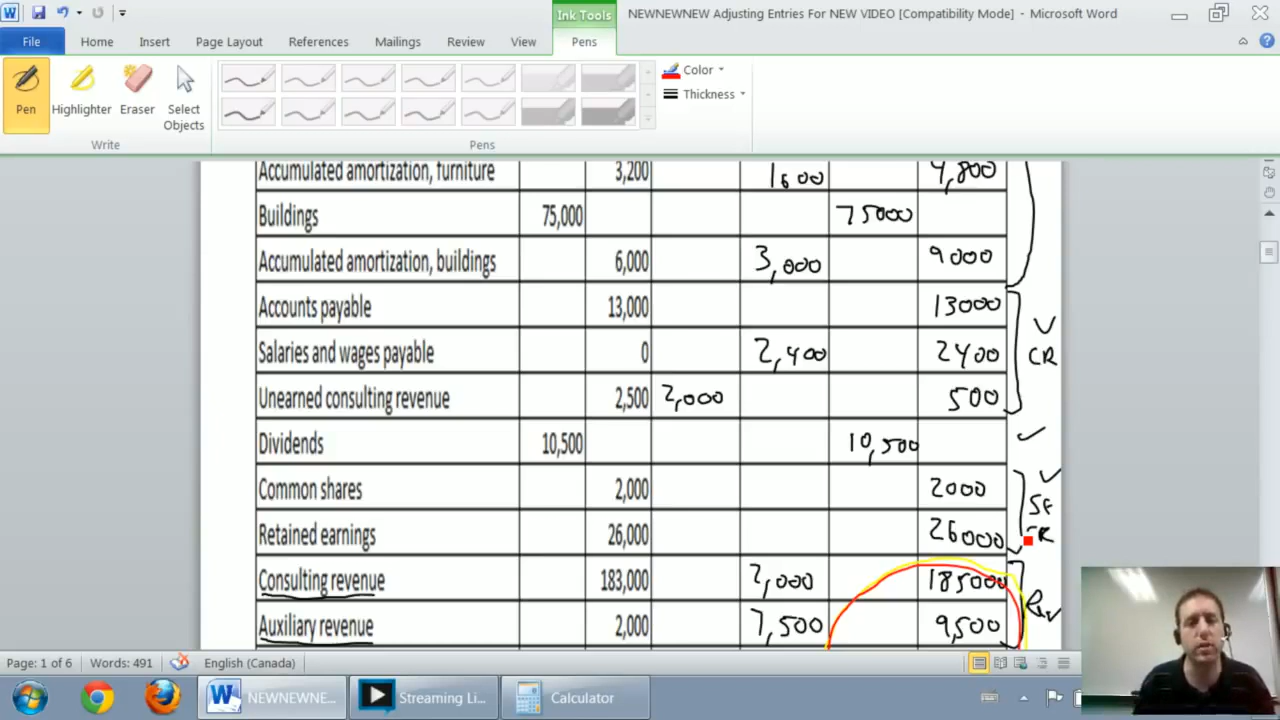 Ink Tools
NEWNEWNEW Adjusting Entries For NEW VIDEO [Compatibility Mode] - Microsoft Word
File Home Insert Page Layout References Mailings Review View Pens
Pen Highlighter Eraser Select Objects
Color
Thickness
Write Pens
Accumulated amortization, furniture 3,200 1600 4,800
Buildings 75,000 75000
Accumulated amortization, buildings 6,000 3,000 9000
Accounts payable 13,000 13000
Salaries and wages payable 0 2,400 2400 CR
Unearned consulting revenue 2,500 2,000 500
Dividends 10,500 10,500
Common shares 2,000 2000
Retained earnings 26,000 26000
Consulting revenue 183,000 2,000 185000
Auxiliary revenue 2,000 7,500 9,500
Page: 1 of 6 Words: 491 English (Canada)
NEWNEWNE... Streaming Li... Calculator